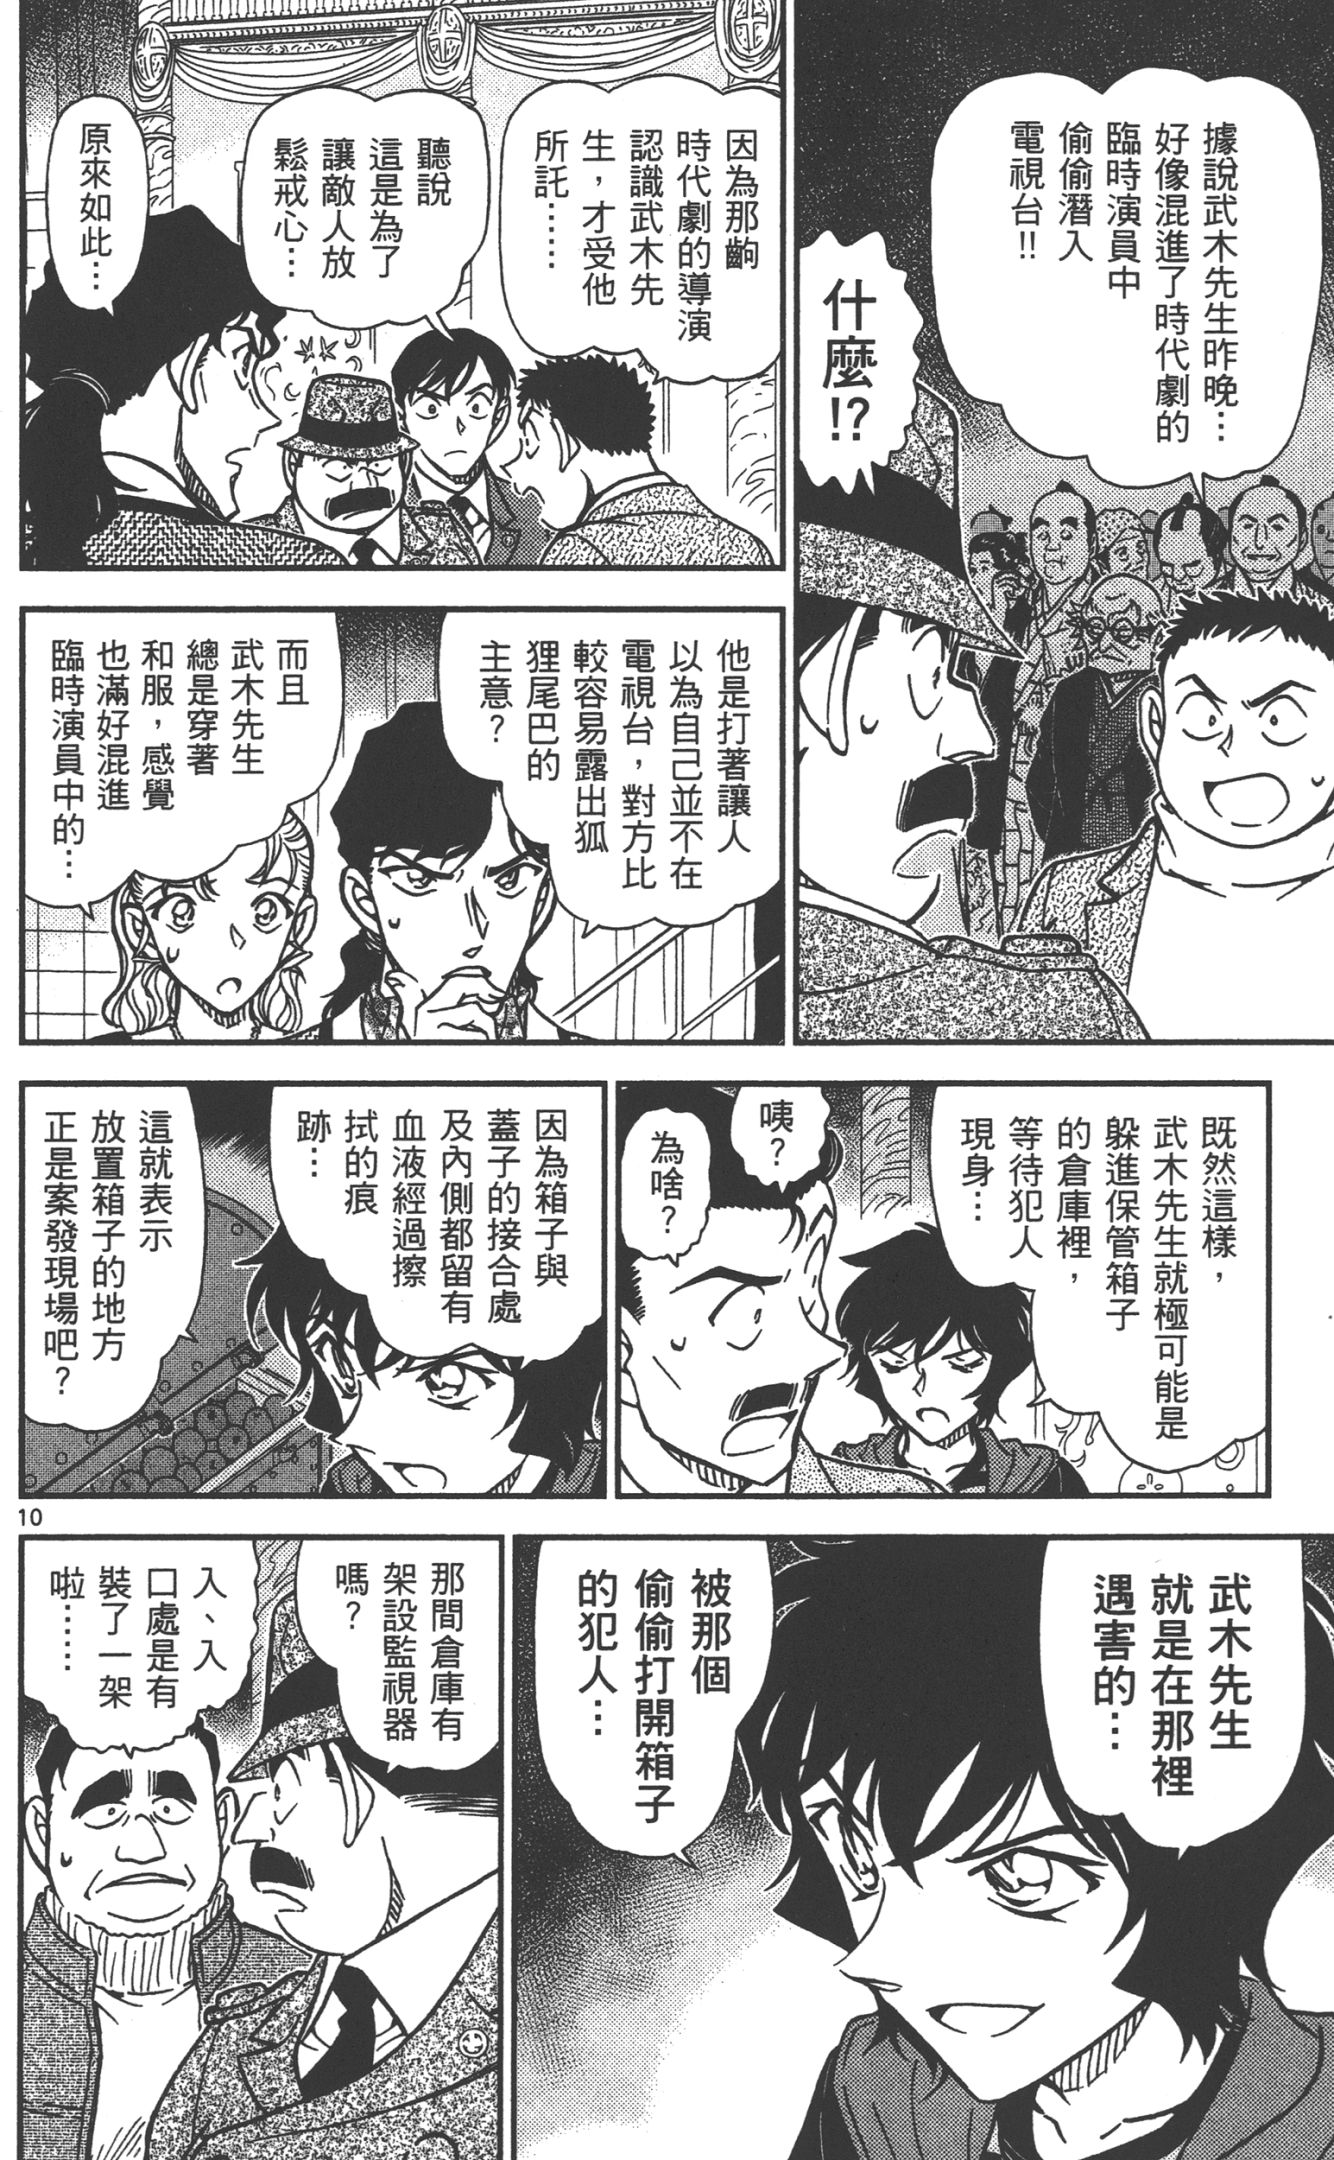 據說武木先生昨晚…
好像混進了時代劇的
臨時演員中
偷偷潛入
電視台!!
什麼!?
因為那齣
時代劇的導演
認識武木先
生，才受他
所託……
聽說
這是為了
讓敵人放
鬆戒心…
原來如此…
他是打著讓人
以為自己並不在
電視台，對方比
較容易露出狐
狸尾巴的
主意？
而且
武木先生
總是穿著
和服，感覺
也滿好混進
臨時演員中的…
既然這樣，
武木先生就極可能是
躲進保管箱子
的倉庫裡，
等待犯人
現身…
咦？
為啥？
因為箱子與
蓋子的接合處
及內側都留有
血液經過擦
拭的痕
跡…
這就表示
放置箱子的地方
正是案發現場吧？
10
武木先生
就是在那裡
遇害的…
被那個
偷偷打開箱子
的犯人…
那間倉庫有
架設監視器
嗎？
入、入
口處是有
裝了一架
啦……